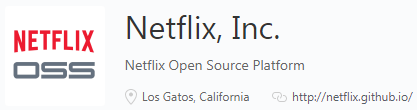 NETFLIX
OSS
Netflix, Inc.
Netflix Open Source Platform
Los Gatos, California http://netflix.github.io/